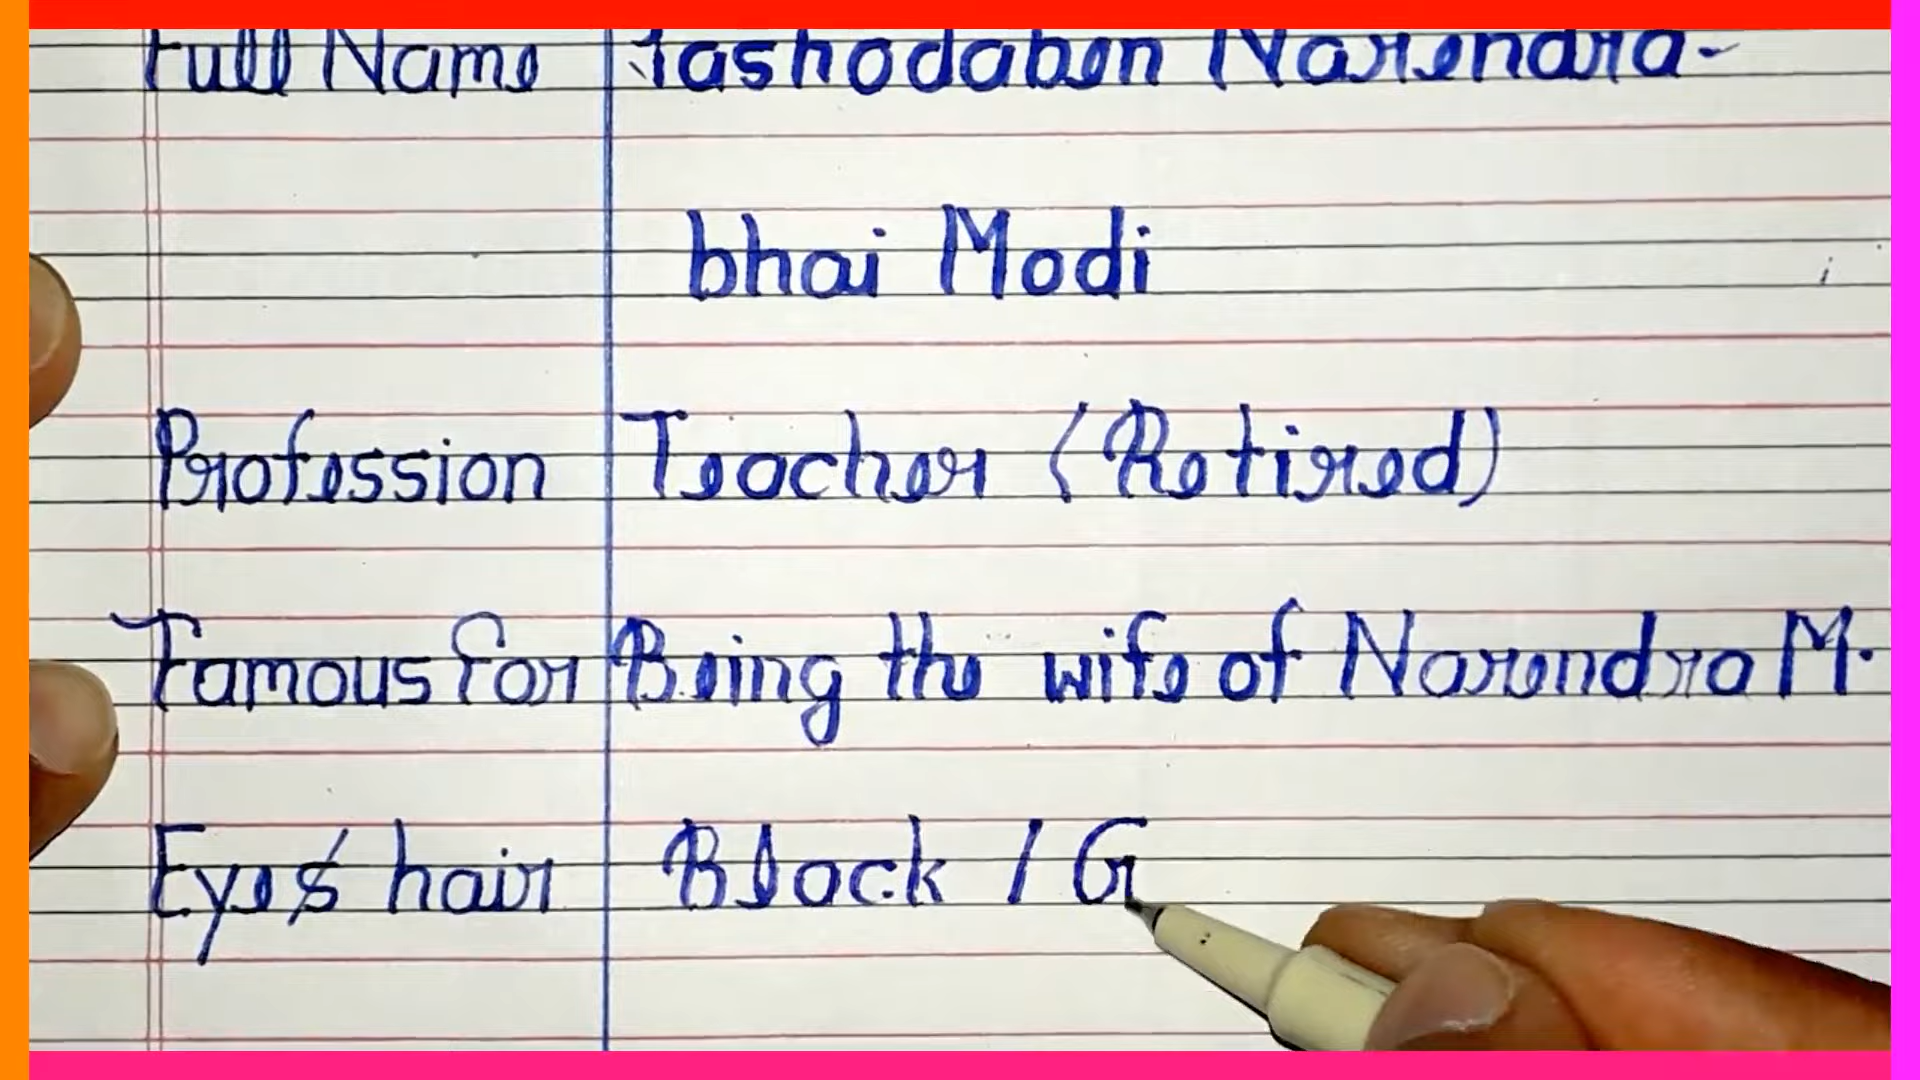 Full Name Jashodaben Narendra-
bhai Modi
Profession Teacher (Retired)
Famous for Being the wife of Narendra M.
Eyes hair Black / G